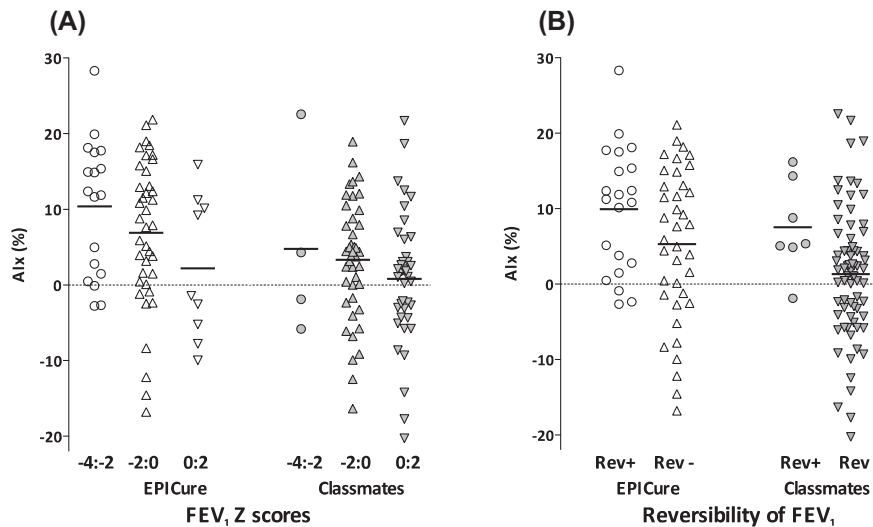 (A)
(B)
30
20
10
0
-10
-20
AIx (%)
-4:-2 -2:0 0:2 -4:-2 -2:0 0:2
EPICure Classmates
FEV₁ Z scores
30
20
10
0
-10
-20
AIx (%)
Rev+ Rev - Rev+ Rev
EPICure Classmates
Reversibility of FEV₁